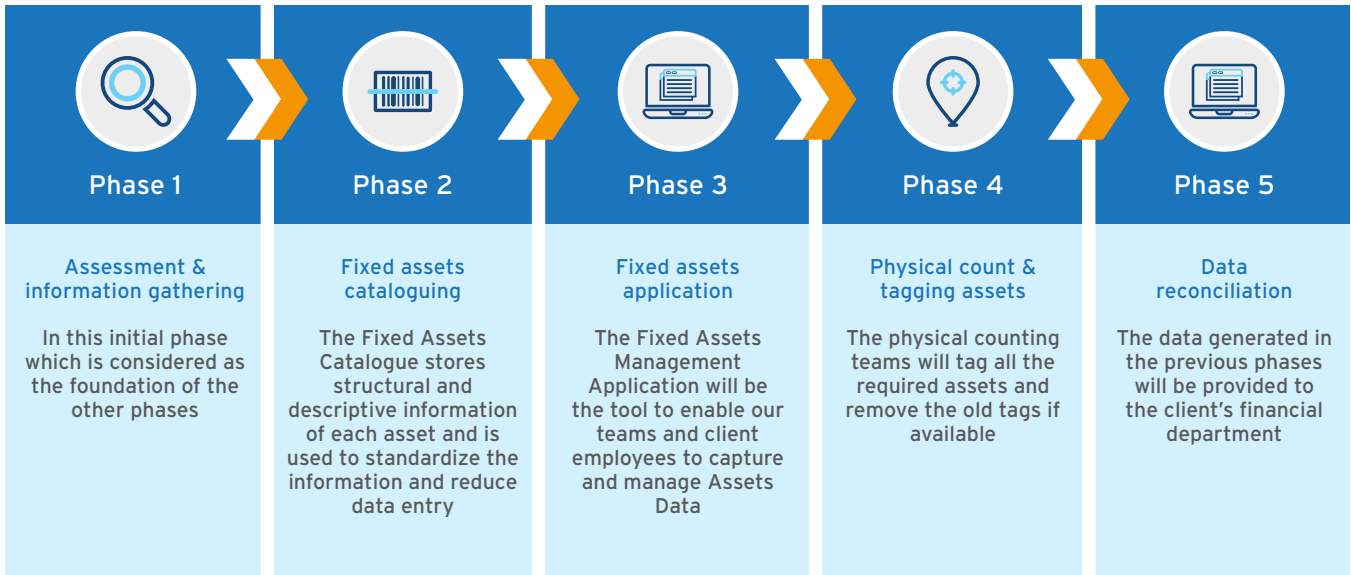 Phase 1
Assessment &
information gathering
In this initial phase
which is considered as
the foundation of the
other phases
Phase 2
Fixed assets
cataloguing
The Fixed Assets
Catalogue stores
structural and
descriptive information
of each asset and is
used to standardize the
information and reduce
data entry
Phase 3
Fixed assets
application
The Fixed Assets
Management
Application will be
the tool to enable our
teams and client
employees to capture
and manage Assets
Data
Phase 4
Physical count &
tagging assets
The physical counting
teams will tag all the
required assets and
remove the old tags if
available
Phase 5
Data
reconciliation
The data generated in
the previous phases
will be provided to
the client's financial
department